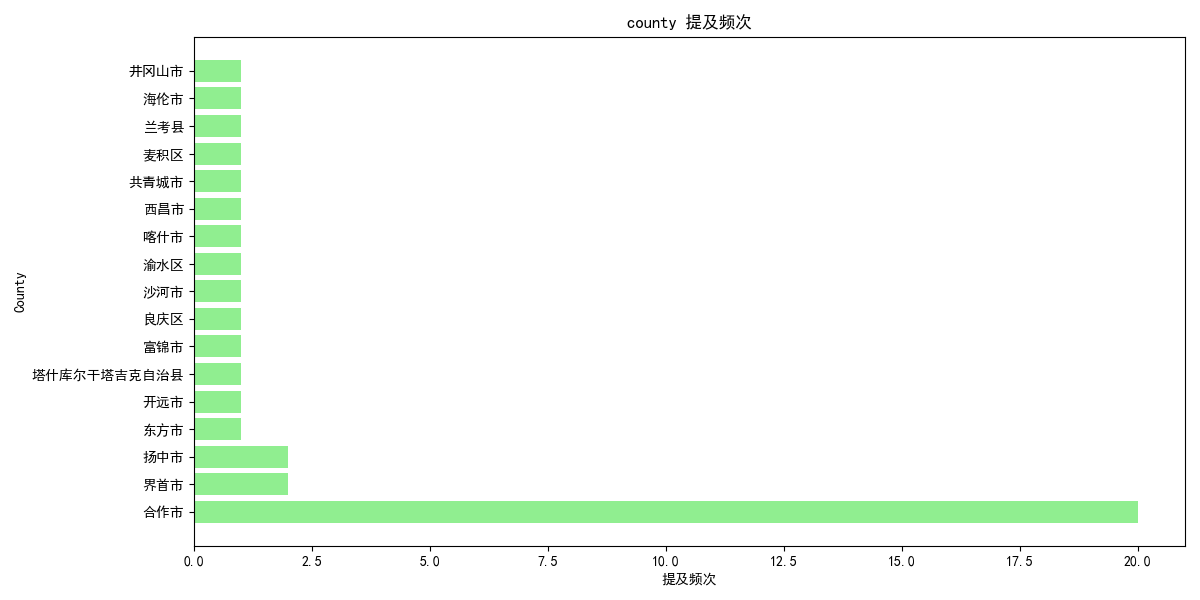 county 提及频次
County
井冈山市
海伦市
兰考县
麦积区
共青城市
西昌市
喀什市
渝水区
沙河市
良庆区
富锦市
塔什库尔干塔吉克自治县
开远市
东方市
扬中市
界首市
合作市
0.0 2.5 5.0 7.5 10.0 12.5 15.0 17.5 20.0
提及频次